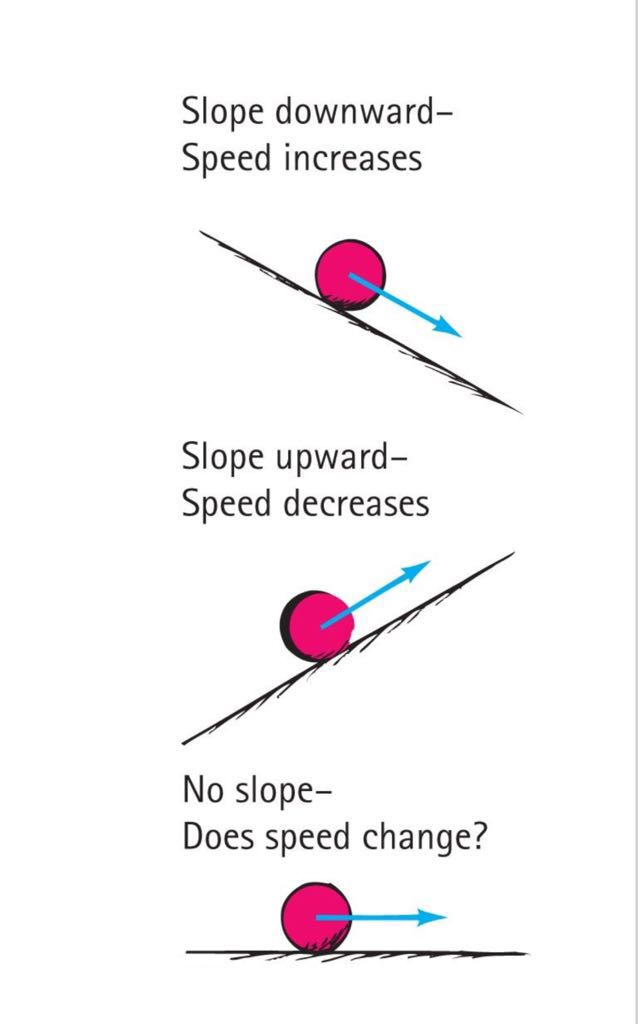 Slope downward–
Speed increases
Slope upward–
Speed decreases
No slope–
Does speed change?